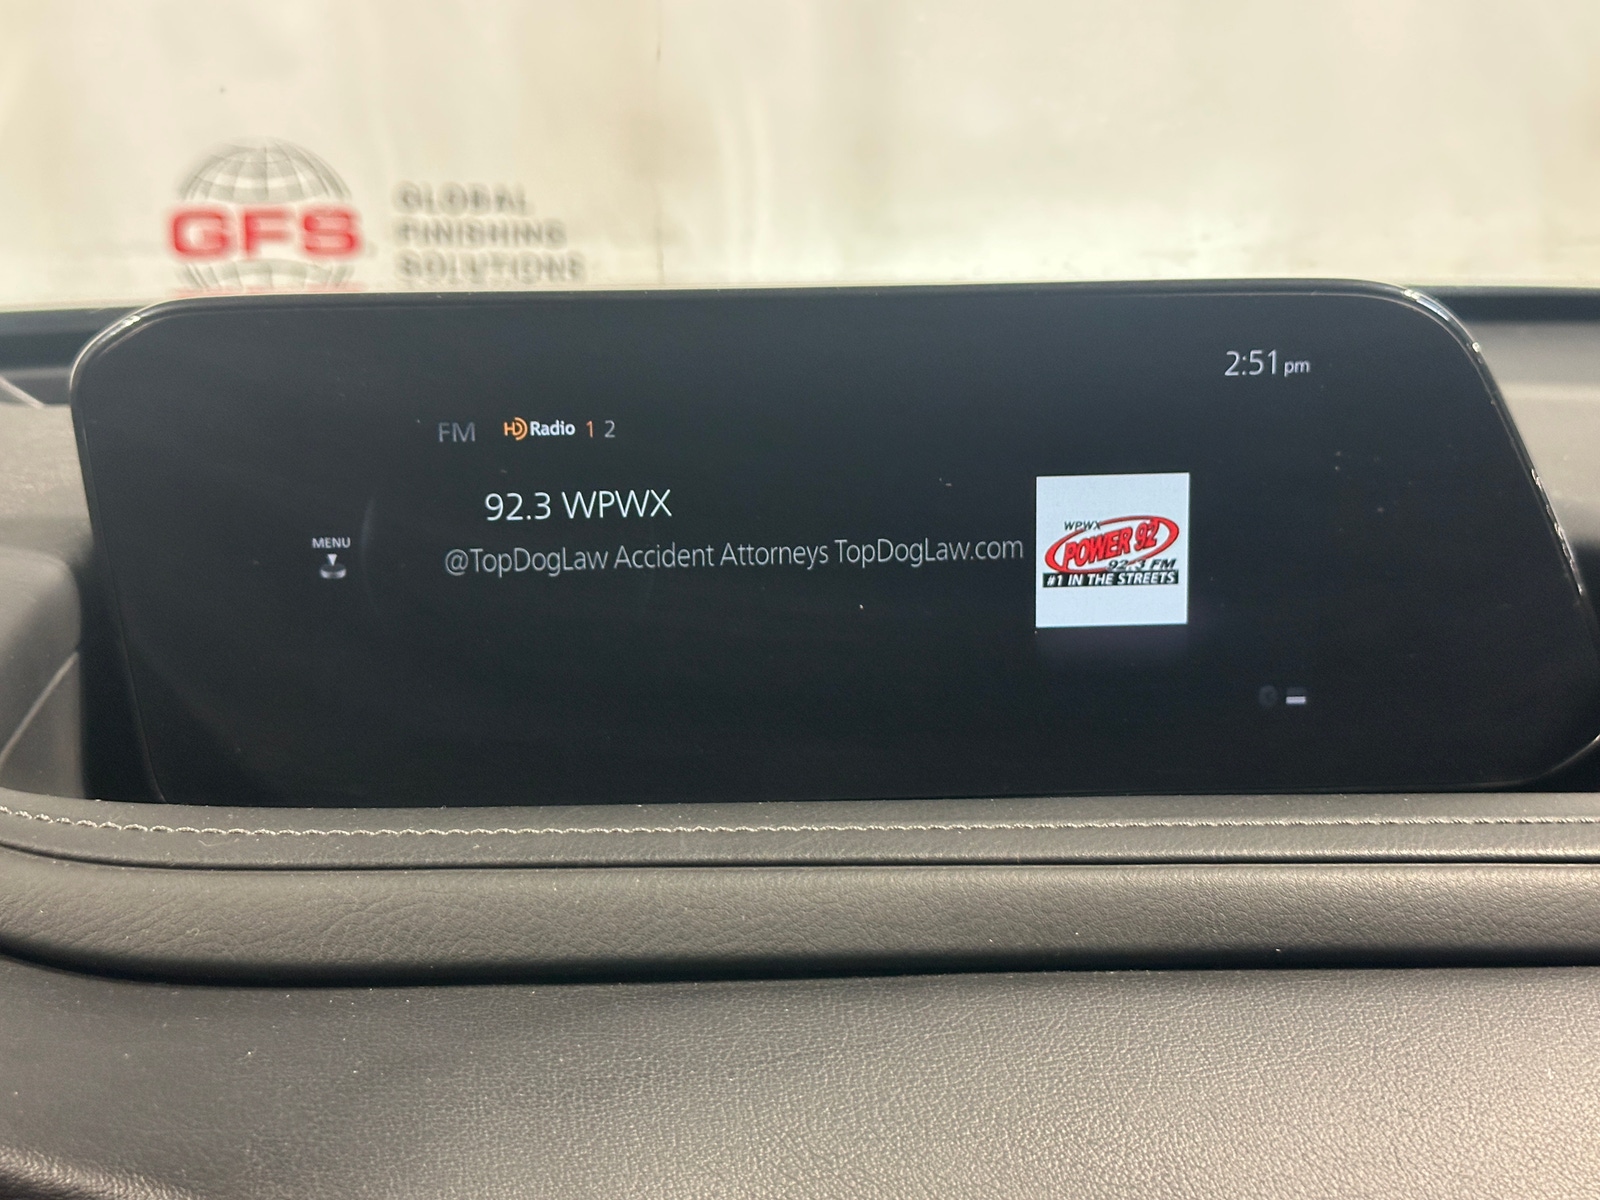 GFS
GLOBAL
FINISHING
SOLUTIONS
2:51 pm
FM HD Radio 1 2
92.3 WPWX
MENU
@TopDogLaw Accident Attorneys TopDogLaw.com
WPWX
POWER 92
92.3 FM
#1 IN THE STREETS